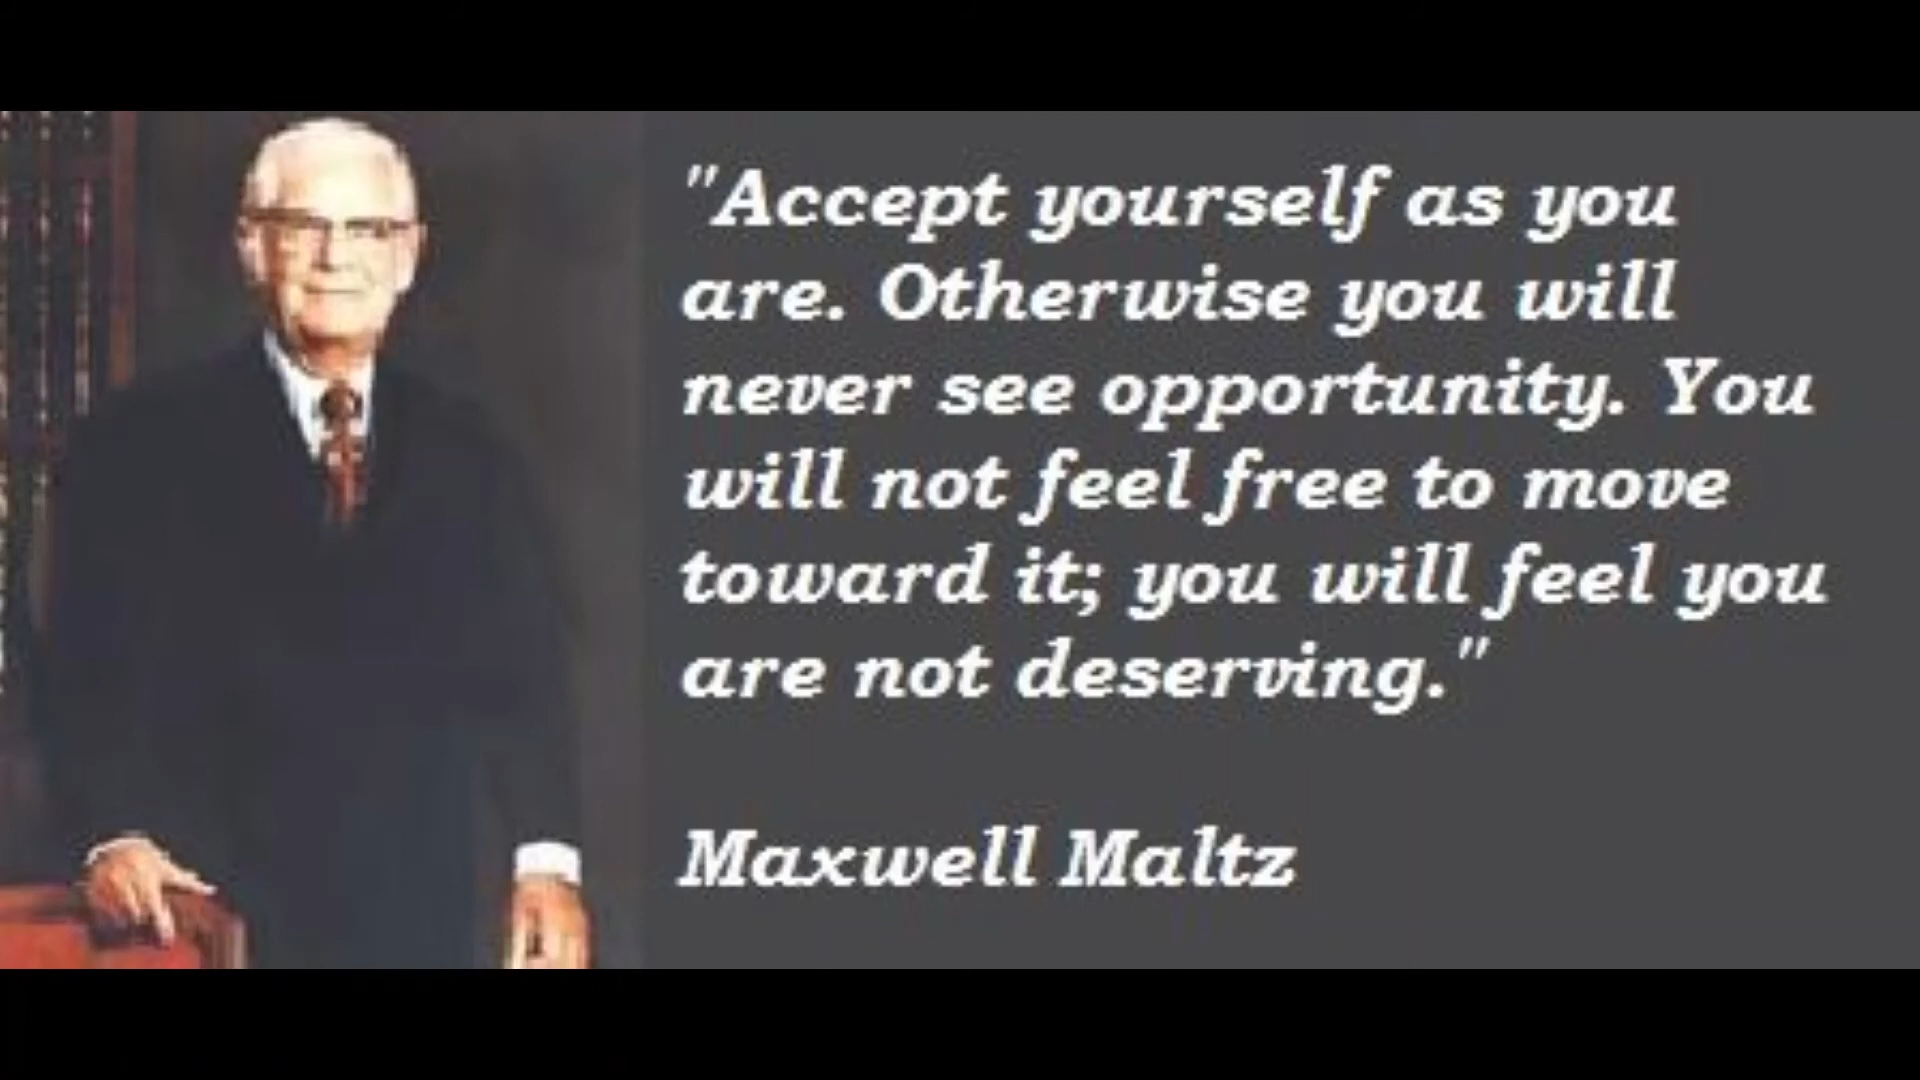 "Accept yourself as you
are. Otherwise you will
never see opportunity. You
will not feel free to move
toward it; you will feel you
are not deserving."
Maxwell Maltz